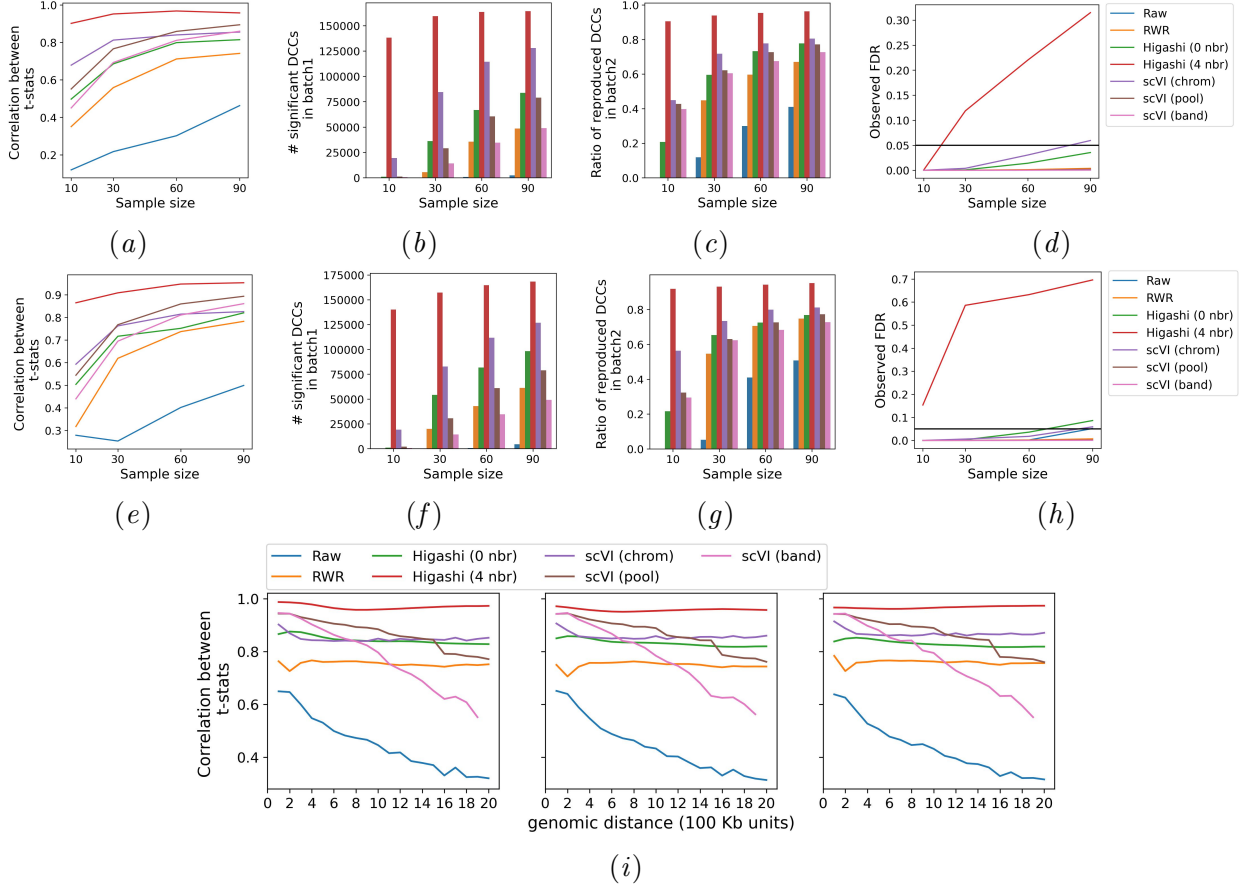 Correlation between
t-stats
1.0
0.8
0.6
0.4
0.2
10 30 60 90
Sample size
(a)
# significant DCCs
in batch1
150000
125000
100000
75000
50000
25000
0
10 30 60 90
Sample size
(b)
Ratio of reproduced DCCs
in batch2
1.0
0.8
0.6
0.4
0.2
0.0
10 30 60 90
Sample size
(c)
Observed FDR
0.30
0.25
0.20
0.15
0.10
0.05
0.00
10 30 60 90
Sample size
(d)
Raw
RWR
Higashi (0 nbr)
Higashi (4 nbr)
scVI (chrom)
scVI (pool)
scVI (band)
Correlation between
t-stats
0.9
0.8
0.7
0.6
0.5
0.4
0.3
10 30 60 90
Sample size
(e)
# significant DCCs
in batch1
175000
150000
125000
100000
75000
50000
25000
0
10 30 60 90
Sample size
(f)
Ratio of reproduced DCCs
in batch2
0.8
0.6
0.4
0.2
0.0
10 30 60 90
Sample size
(g)
Observed FDR
0.7
0.6
0.5
0.4
0.3
0.2
0.1
0.0
10 30 60 90
Sample size
(h)
Raw
RWR
Higashi (0 nbr)
Higashi (4 nbr)
scVI (chrom)
scVI (pool)
scVI (band)
Raw Higashi (0 nbr) scVI (chrom) scVI (band)
RWR Higashi (4 nbr) scVI (pool)
Correlation between
t-stats
1.0
0.8
0.6
0.4
0 2 4 6 8 10 12 14 16 18 20
0 2 4 6 8 10 12 14 16 18 20
0 2 4 6 8 10 12 14 16 18 20
genomic distance (100 Kb units)
(i)